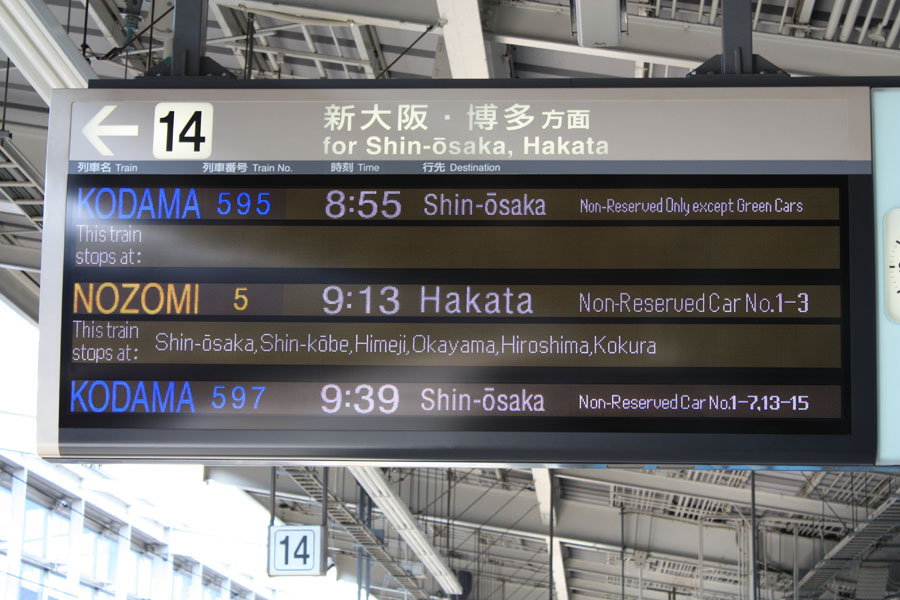 14 新大阪・博多方面
for Shin-ōsaka, Hakata
列車名 Train 列車番号 Train No. 時刻 Time 行先 Destination
KODAMA 595 8:55 Shin-ōsaka Non-Reserved Only except Green Cars
This train
stops at:
NOZOMI 5 9:13 Hakata Non-Reserved Car No.1-3
This train
stops at: Shin-ōsaka,Shin-kōbe,Himeji,Okayama,Hiroshima,Kokura
KODAMA 597 9:39 Shin-ōsaka Non-Reserved Car No.1-7,13-15
14